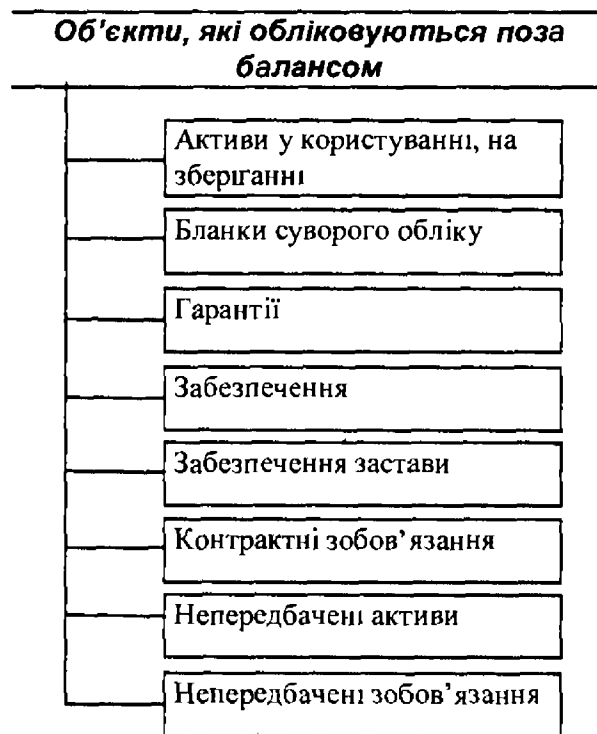 Об'єкти, які обліковуються поза
балансом
Активи у користуванні, на
зберіганні
Бланки суворого обліку
Гарантії
Забезпечення
Забезпечення застави
Контрактні зобов'язання
Непередбачені активи
Непередбачені зобов'язання